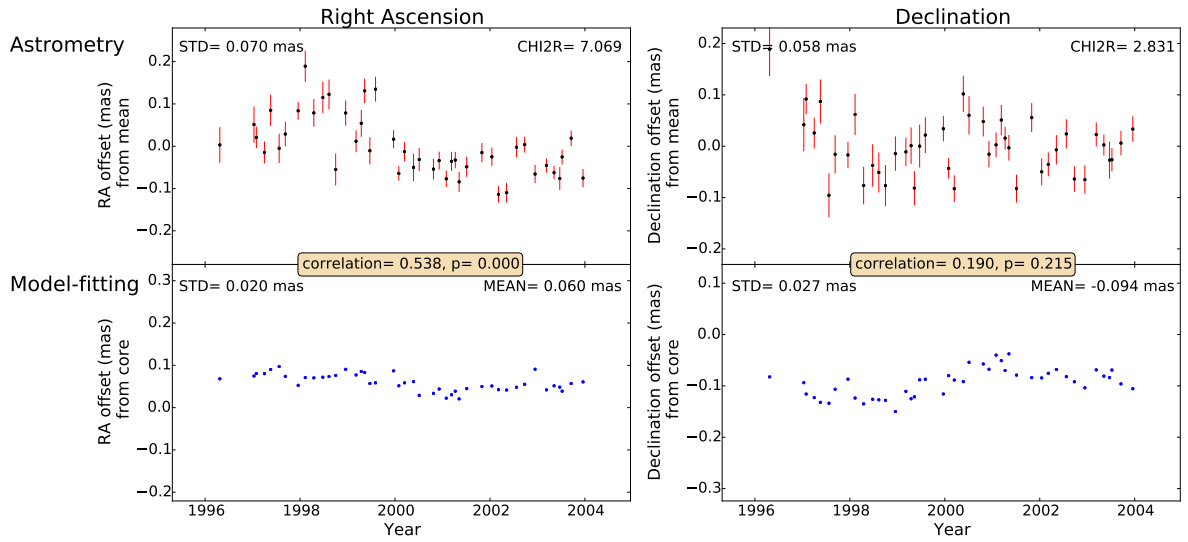 Right Ascension
Declination
Astrometry
STD= 0.070 mas
CHI2R= 7.069
RA offset (mas)
from mean
0.2
0.1
0.0
−0.1
−0.2
STD= 0.058 mas
CHI2R= 2.831
Declination offset (mas)
from mean
0.2
0.1
0.0
−0.1
−0.2
correlation= 0.538, p= 0.000
correlation= 0.190, p= 0.215
Model-fitting
STD= 0.020 mas
MEAN= 0.060 mas
RA offset (mas)
from core
0.3
0.2
0.1
0.0
−0.1
−0.2
1996
1998
2000
2002
2004
Year
STD= 0.027 mas
MEAN= -0.094 mas
Declination offset (mas)
from core
0.1
0.0
−0.1
−0.2
−0.3
1996
1998
2000
2002
2004
Year